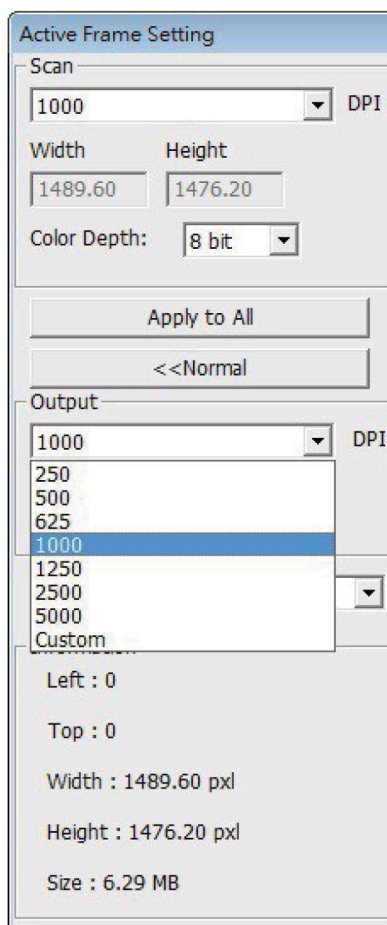 Active Frame Setting
Scan
1000 DPI
Width Height
1489.60 1476.20
Color Depth: 8 bit
Apply to All
<<Normal
Output
1000 DPI
250
500
625
1000
1250
2500
5000
Custom
Left : 0
Top : 0
Width : 1489.60 pxl
Height : 1476.20 pxl
Size : 6.29 MB